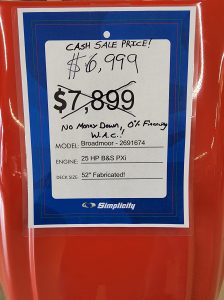 CASH SALE PRICE!
$6,999
$7,899
No Money Down, 0% Financing
W.A.C.!
MODEL: Broadmoor - 2691674
ENGINE: 25 HP B&S PXi
DECK SIZE: 52" Fabricated!
Simplicity